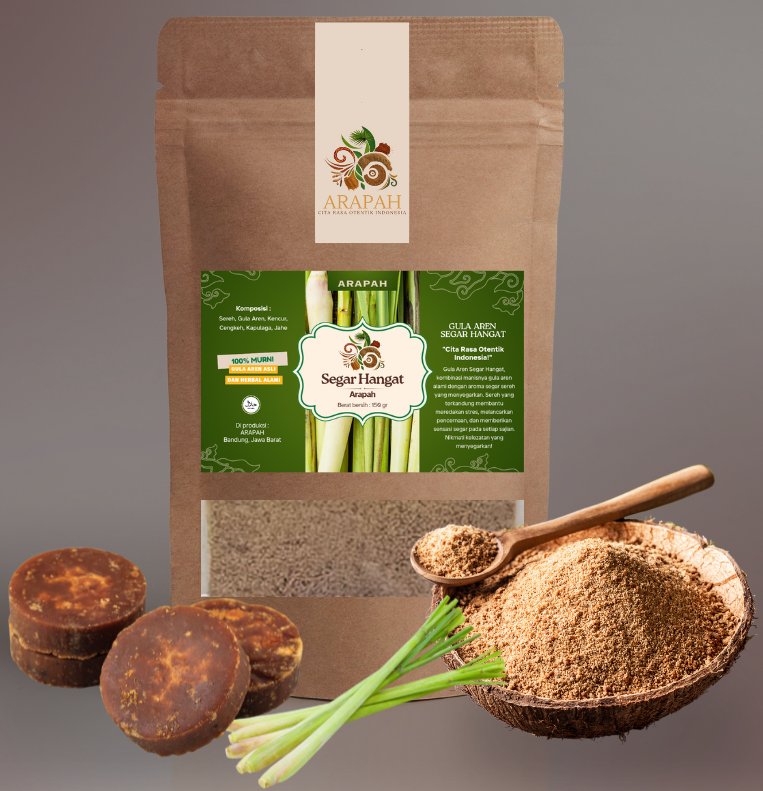 ARAPAH
CITA RASA OTENTIK INDONESIA
ARAPAH
Komposisi :
Sereh, Gula Aren, Kencur,
Cengkeh, Kapulaga, Jahe
100% MURNI
GULA AREN ASLI
DAN HERBAL ALAMI
Di produksi :
ARAPAH
Bandung, Jawa Barat
Segar Hangat
Arapah
Berat bersih : 150 gr
GULA AREN
SEGAR HANGAT
"Cita Rasa Otentik
Indonesia!"
Gula Aren Segar Hangat,
kombinasi manisnya gula aren
alami dengan aroma segar sereh
yang menyegarkan. Sereh yang
terkandung membantu
meredakan stres, melancarkan
pencernaan, dan memberikan
sensasi segar pada setiap sajian.
Nikmati kelezatan yang
menyegarkan!